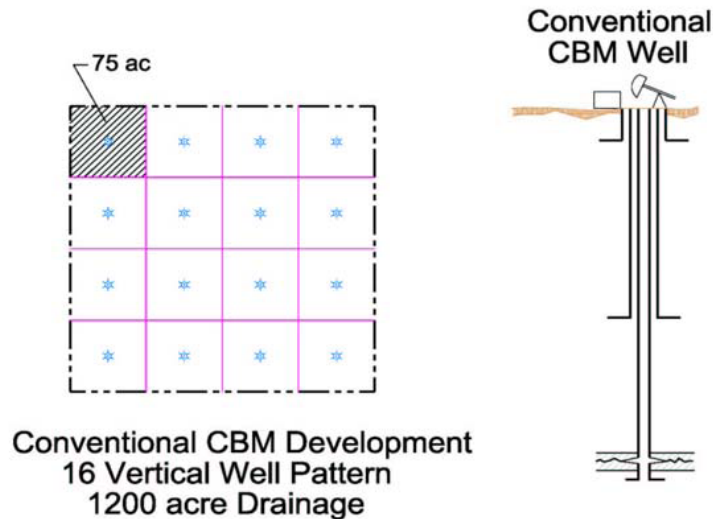 Conventional
CBM Well
75 ac
Conventional CBM Development
16 Vertical Well Pattern
1200 acre Drainage